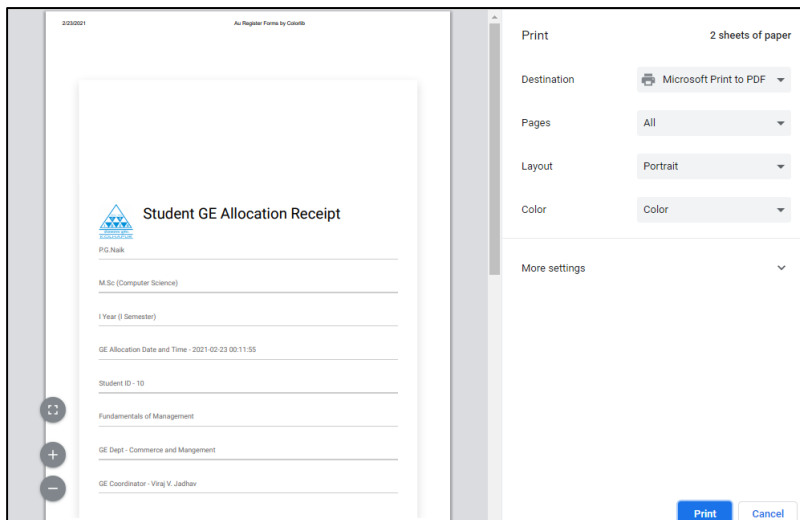 2/23/2021 Au Register Forms by Colorlib
Student GE Allocation Receipt
P.G.Naik
M.Sc (Computer Science)
I Year (I Semester)
GE Allocation Date and Time - 2021-02-23 00:11:55
Student ID - 10
Fundamentals of Management
GE Dept - Commerce and Mangement
GE Coordinator - Viraj V. Jadhav
Print 2 sheets of paper
Destination Microsoft Print to PDF
Pages All
Layout Portrait
Color Color
More settings
Print Cancel